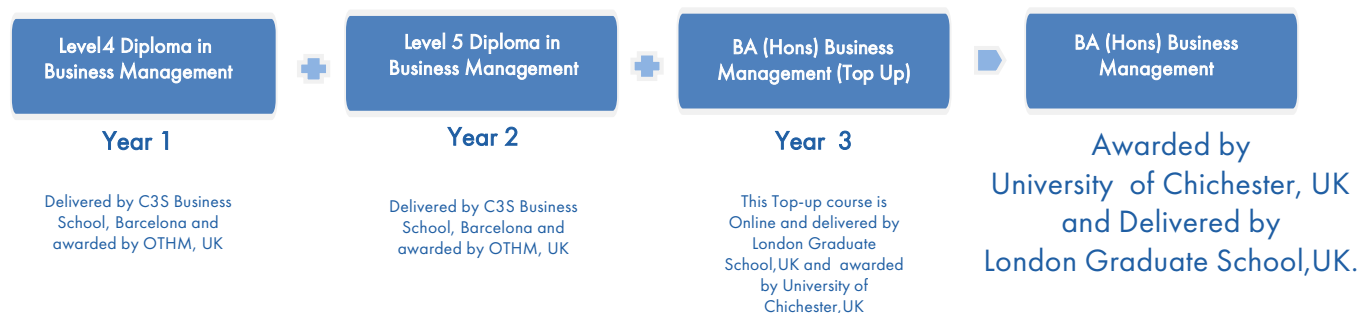 Level4 Diploma in
Business Management
Year 1
Delivered by C3S Business
School, Barcelona and
awarded by OTHM, UK
Level 5 Diploma in
Business Management
Year 2
Delivered by C3S Business
School, Barcelona and
awarded by OTHM, UK
BA (Hons) Business
Management (Top Up)
Year 3
This Top-up course is
Online and delivered by
London Graduate
School,UK and awarded
by University of
Chichester,UK
BA (Hons) Business
Management
Awarded by
University of Chichester, UK
and Delivered by
London Graduate School,UK.